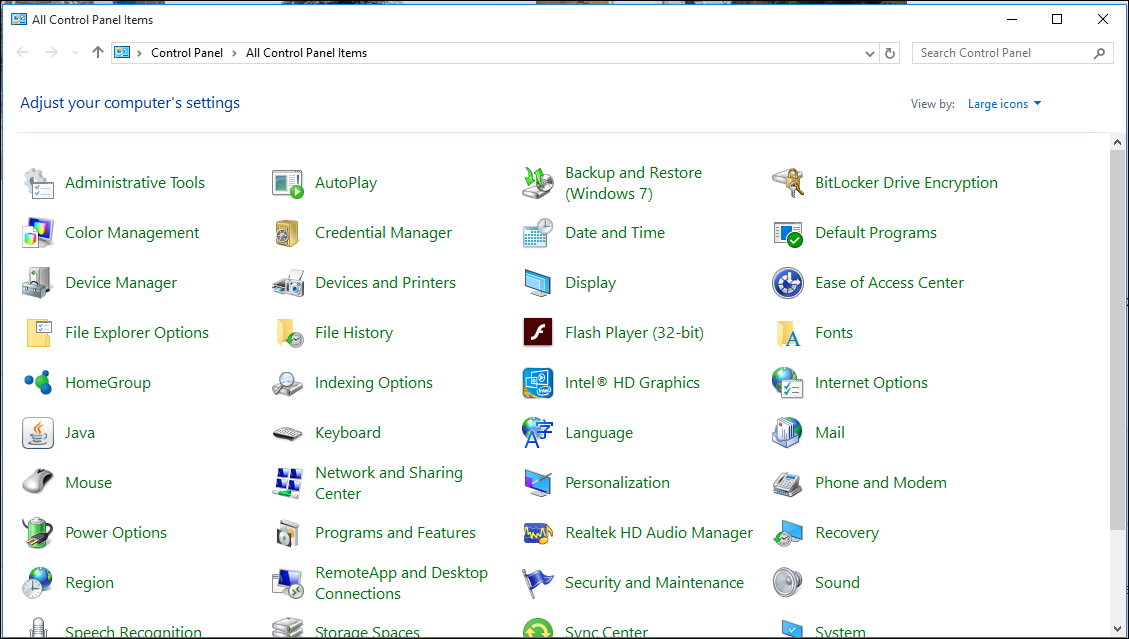 All Control Panel Items
Control Panel > All Control Panel Items
Search Control Panel
Adjust your computer's settings
View by: Large icons
Administrative Tools
AutoPlay
Backup and Restore
(Windows 7)
BitLocker Drive Encryption
Color Management
Credential Manager
Date and Time
Default Programs
Device Manager
Devices and Printers
Display
Ease of Access Center
File Explorer Options
File History
Flash Player (32-bit)
Fonts
HomeGroup
Indexing Options
Intel® HD Graphics
Internet Options
Java
Keyboard
Language
Mail
Mouse
Network and Sharing
Center
Personalization
Phone and Modem
Power Options
Programs and Features
Realtek HD Audio Manager
Recovery
Region
RemoteApp and Desktop
Connections
Security and Maintenance
Sound
Speech Recognition
Storage Spaces
Sync Center
System